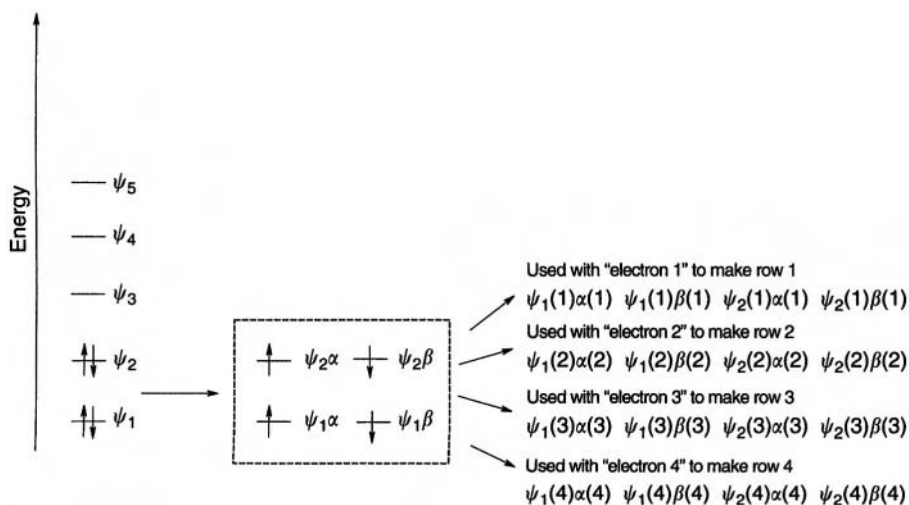 Energy
ψ5
ψ4
ψ3
ψ2
ψ1
ψ2α ψ2β
ψ1α ψ1β
Used with “electron 1” to make row 1
ψ1(1)α(1) ψ1(1)β(1) ψ2(1)α(1) ψ2(1)β(1)
Used with “electron 2” to make row 2
ψ1(2)α(2) ψ1(2)β(2) ψ2(2)α(2) ψ2(2)β(2)
Used with “electron 3” to make row 3
ψ1(3)α(3) ψ1(3)β(3) ψ2(3)α(3) ψ2(3)β(3)
Used with “electron 4” to make row 4
ψ1(4)α(4) ψ1(4)β(4) ψ2(4)α(4) ψ2(4)β(4)